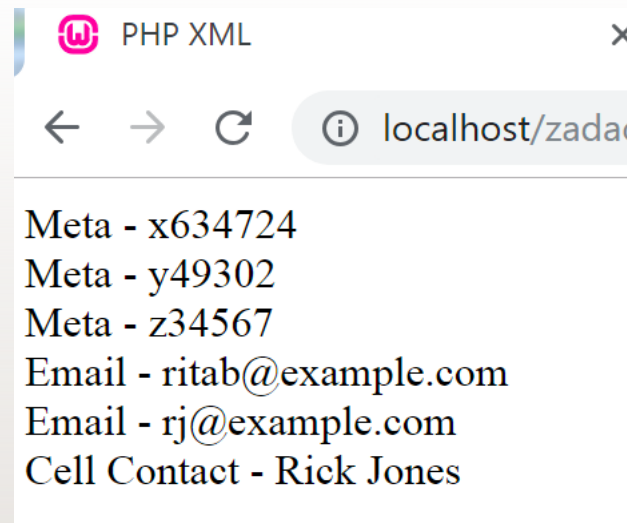 PHP XML
localhost/zada
Meta - x634724
Meta - y49302
Meta - z34567
Email - ritab@example.com
Email - rj@example.com
Cell Contact - Rick Jones